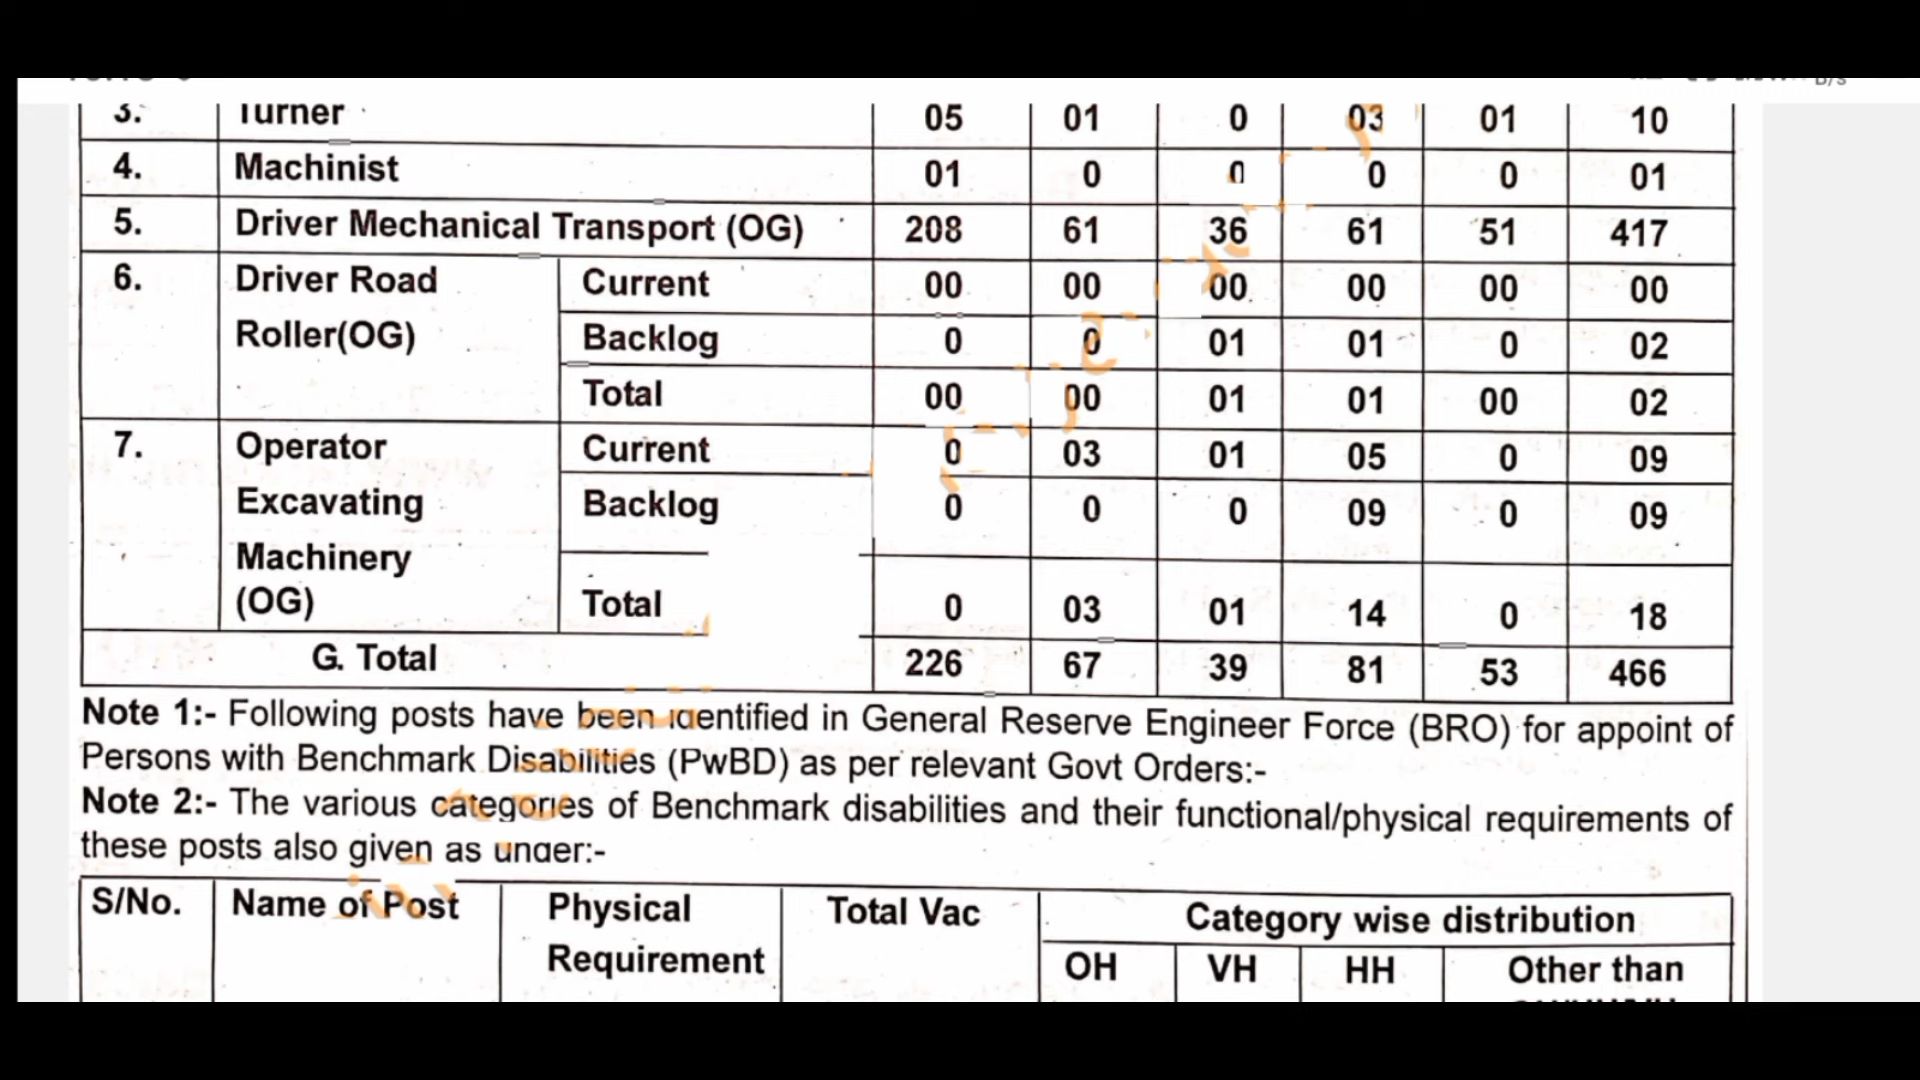 B/s
3. Turner 05 01 0 03 01 10
4. Machinist 01 0 0 0 0 01
5. Driver Mechanical Transport (OG) 208 61 36 61 51 417
6. Driver Road Current 00 00 00 00 00 00
Roller(OG) Backlog 0 0 01 01 0 02
Total 00 00 01 01 00 02
7. Operator Current 0 03 01 05 0 09
Excavating Backlog 0 0 0 09 0 09
Machinery
(OG) Total 0 03 01 14 0 18
G. Total 226 67 39 81 53 466
Note 1:- Following posts have been identified in General Reserve Engineer Force (BRO) for appoint of
Persons with Benchmark Disabilities (PwBD) as per relevant Govt Orders:-
Note 2:- The various categories of Benchmark disabilities and their functional/physical requirements of
these posts also given as under:-
S/No. Name of Post Physical Total Vac Category wise distribution
Requirement OH VH HH Other than